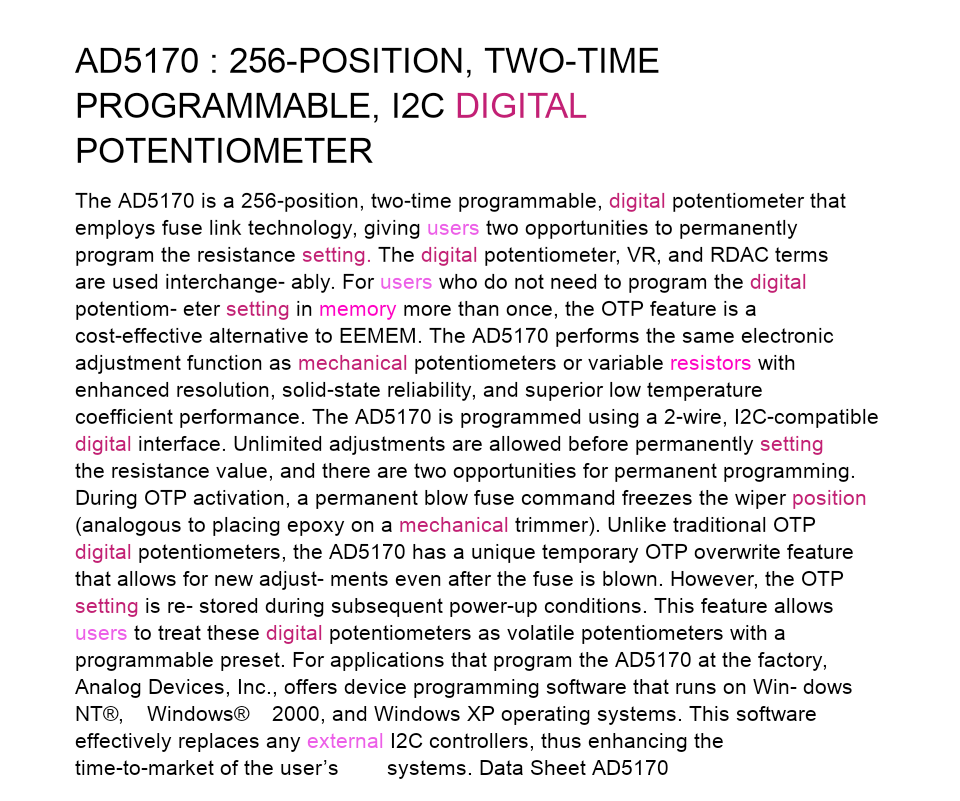 AD5170 : 256-POSITION, TWO-TIME
PROGRAMMABLE, I2C DIGITAL
POTENTIOMETER
The AD5170 is a 256-position, two-time programmable, digital potentiometer that
employs fuse link technology, giving users two opportunities to permanently
program the resistance setting. The digital potentiometer, VR, and RDAC terms
are used interchange- ably. For users who do not need to program the digital
potentiom- eter setting in memory more than once, the OTP feature is a
cost-effective alternative to EEMEM. The AD5170 performs the same electronic
adjustment function as mechanical potentiometers or variable resistors with
enhanced resolution, solid-state reliability, and superior low temperature
coefficient performance. The AD5170 is programmed using a 2-wire, I2C-compatible
digital interface. Unlimited adjustments are allowed before permanently setting
the resistance value, and there are two opportunities for permanent programming.
During OTP activation, a permanent blow fuse command freezes the wiper position
(analogous to placing epoxy on a mechanical trimmer). Unlike traditional OTP
digital potentiometers, the AD5170 has a unique temporary OTP overwrite feature
that allows for new adjust- ments even after the fuse is blown. However, the OTP
setting is re- stored during subsequent power-up conditions. This feature allows
users to treat these digital potentiometers as volatile potentiometers with a
programmable preset. For applications that program the AD5170 at the factory,
Analog Devices, Inc., offers device programming software that runs on Win- dows
NT®, Windows® 2000, and Windows XP operating systems. This software
effectively replaces any external I2C controllers, thus enhancing the
time-to-market of the user’s systems. Data Sheet AD5170